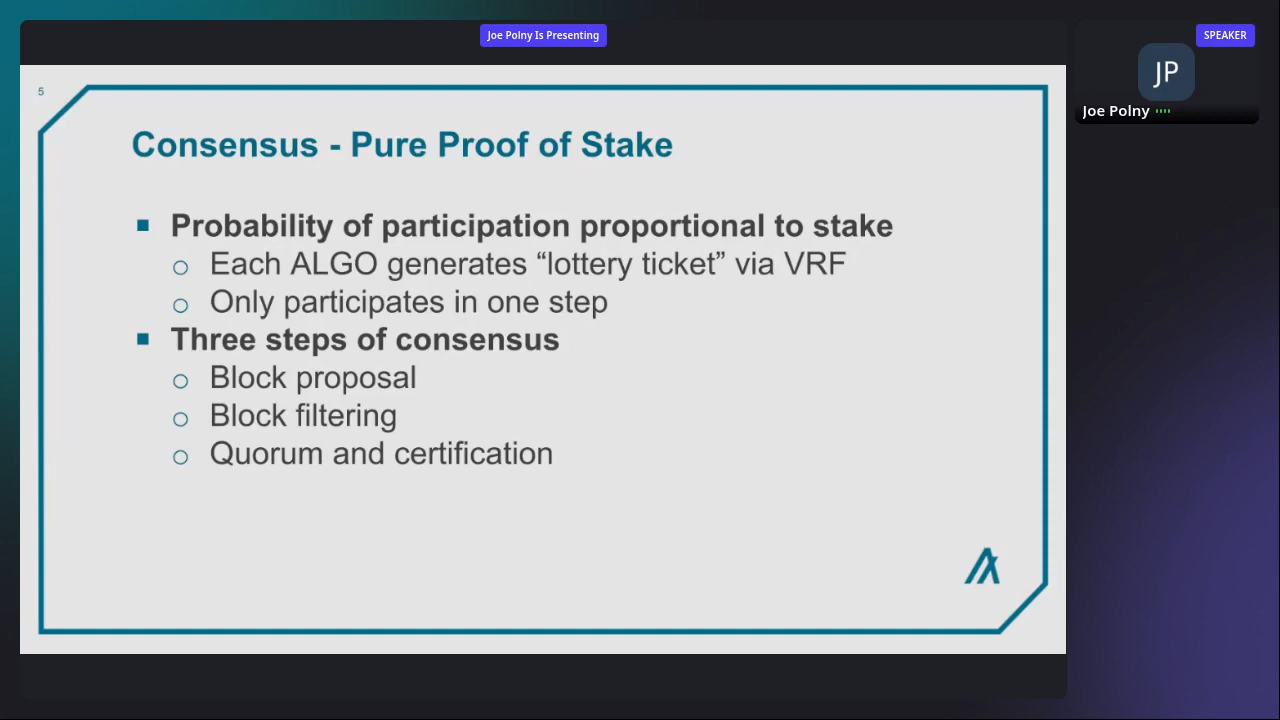 Joe Polny Is Presenting
SPEAKER
JP
Joe Polny
5
Consensus - Pure Proof of Stake
Probability of participation proportional to stake
Each ALGO generates “lottery ticket” via VRF
Only participates in one step
Three steps of consensus
Block proposal
Block filtering
Quorum and certification